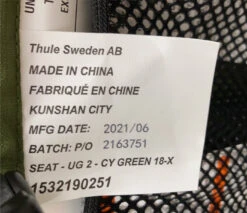 Thule Sweden AB
MADE IN CHINA
FABRIQUÉ EN CHINE
KUNSHAN CITY
MFG DATE: 2021/06
BATCH: P/O 2163751
SEAT - UG 2 - CY GREEN 18-X
1532190251